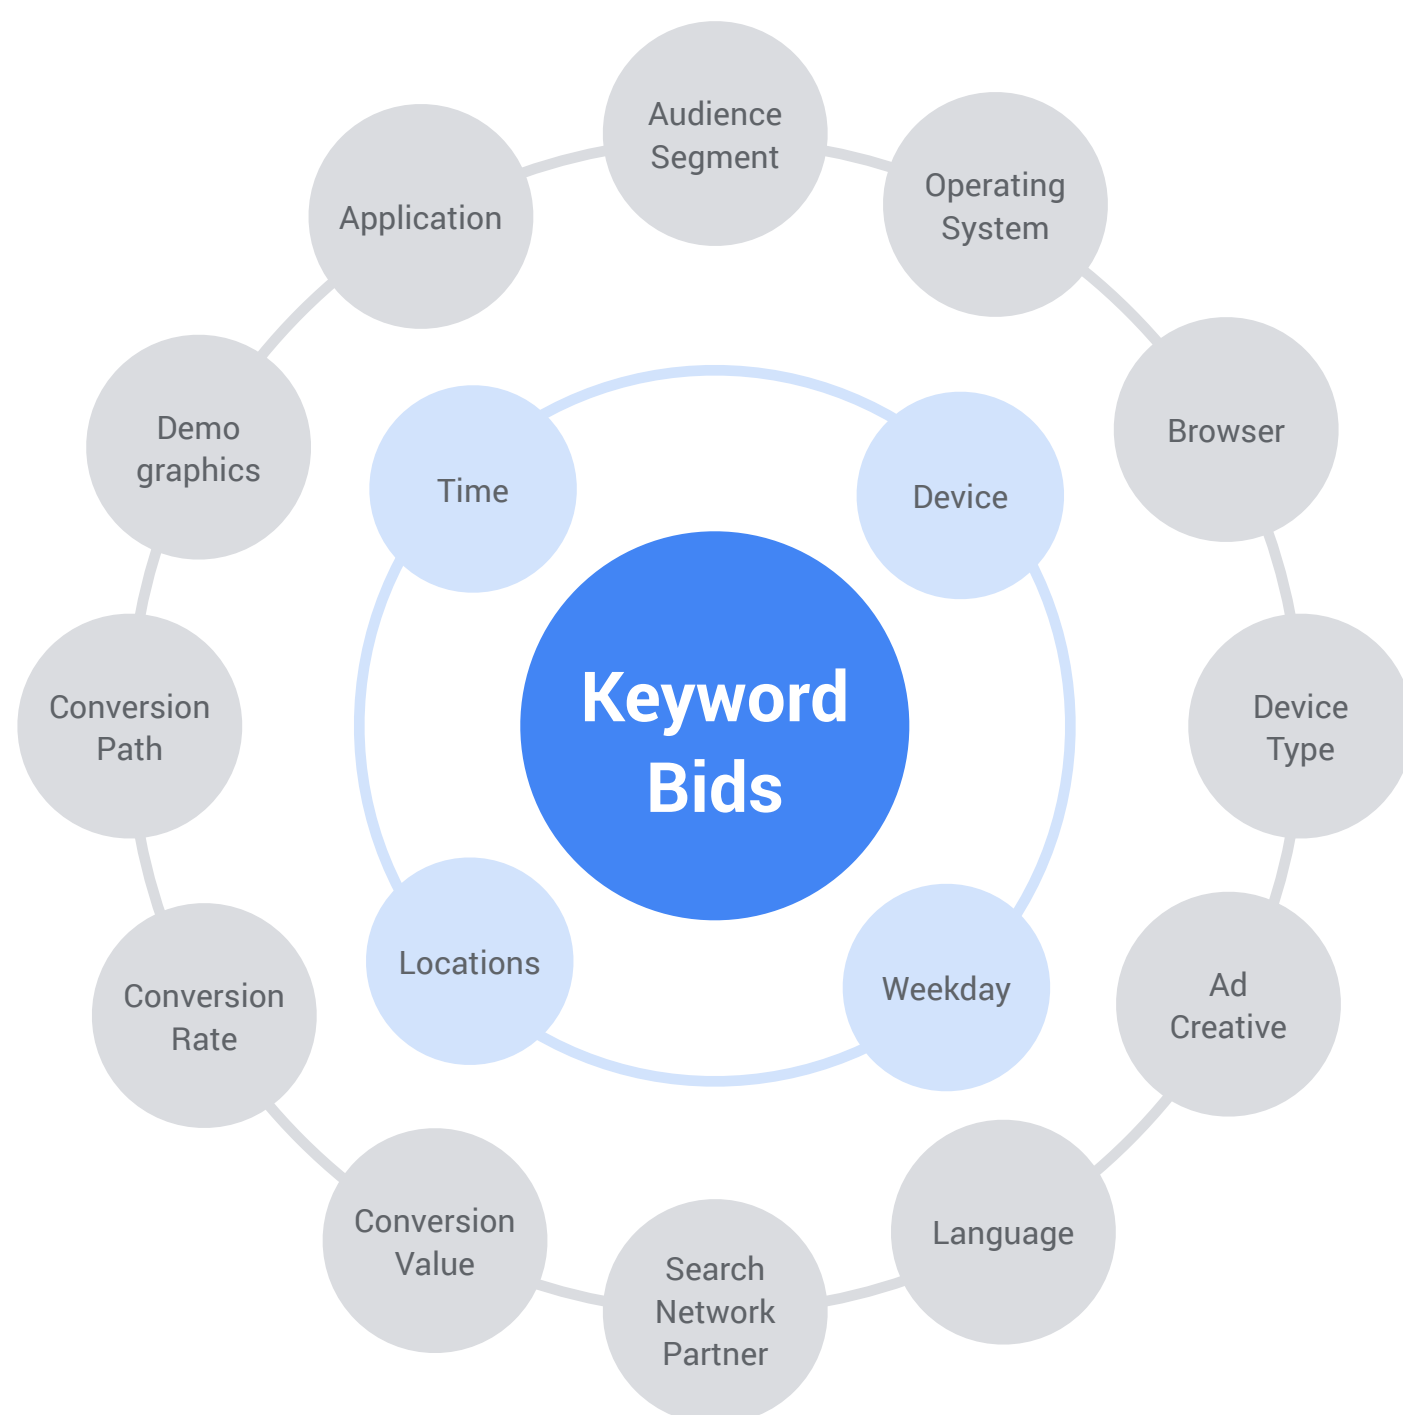 Audience
Segment
Operating
System
Application
Browser
Demo
graphics
Time
Device
Keyword
Bids
Conversion
Path
Device
Type
Locations
Weekday
Conversion
Rate
Ad
Creative
Conversion
Value
Language
Search
Network
Partner